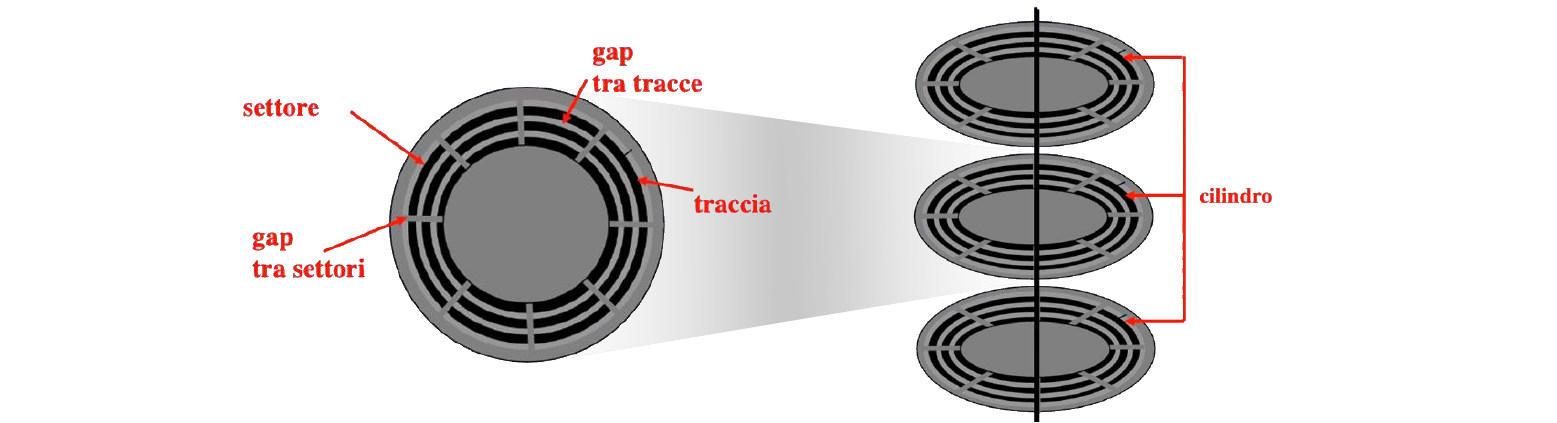 gap
tra tracce
settore
traccia
gap
tra settori
cilindro